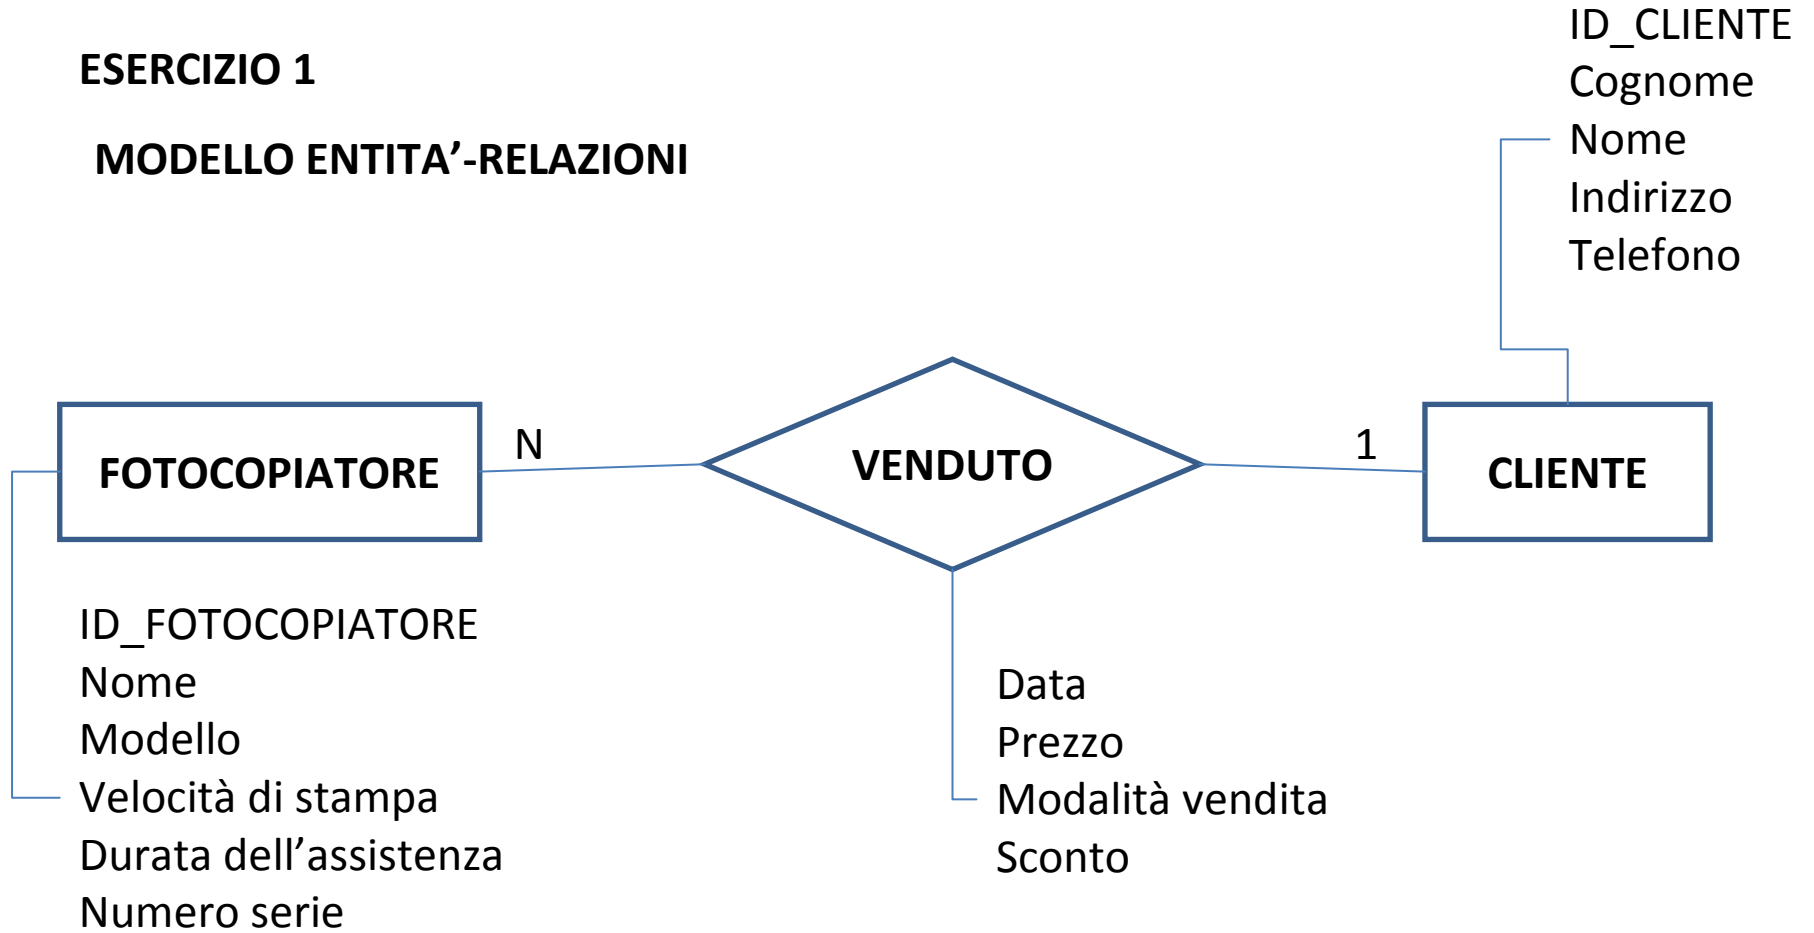 ESERCIZIO 1
MODELLO ENTITA’-RELAZIONI
ID_CLIENTE
Cognome
Nome
Indirizzo
Telefono
FOTOCOPIATORE
N
VENDUTO
1
CLIENTE
ID_FOTOCOPIATORE
Nome
Modello
Velocità di stampa
Durata dell’assistenza
Numero serie
Data
Prezzo
Modalità vendita
Sconto